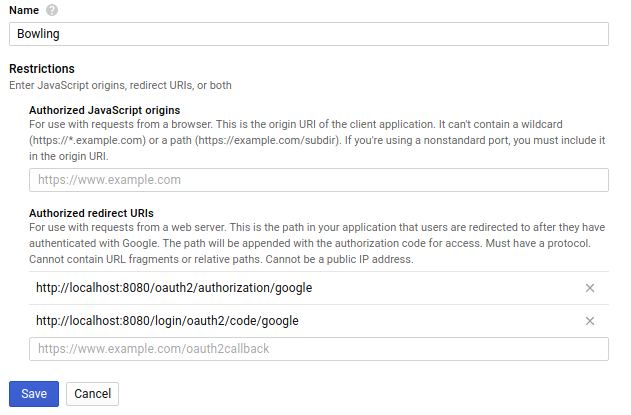 Name ?
Bowling
Restrictions
Enter JavaScript origins, redirect URIs, or both
Authorized JavaScript origins
For use with requests from a browser. This is the origin URI of the client application. It can't contain a wildcard
(https://*.example.com) or a path (https://example.com/subdir). If you're using a nonstandard port, you must include it
in the origin URI.
https://www.example.com
Authorized redirect URIs
For use with requests from a web server. This is the path in your application that users are redirected to after they have
authenticated with Google. The path will be appended with the authorization code for access. Must have a protocol.
Cannot contain URL fragments or relative paths. Cannot be a public IP address.
http://localhost:8080/oauth2/authorization/google
http://localhost:8080/login/oauth2/code/google
https://www.example.com/oauth2callback
Save Cancel